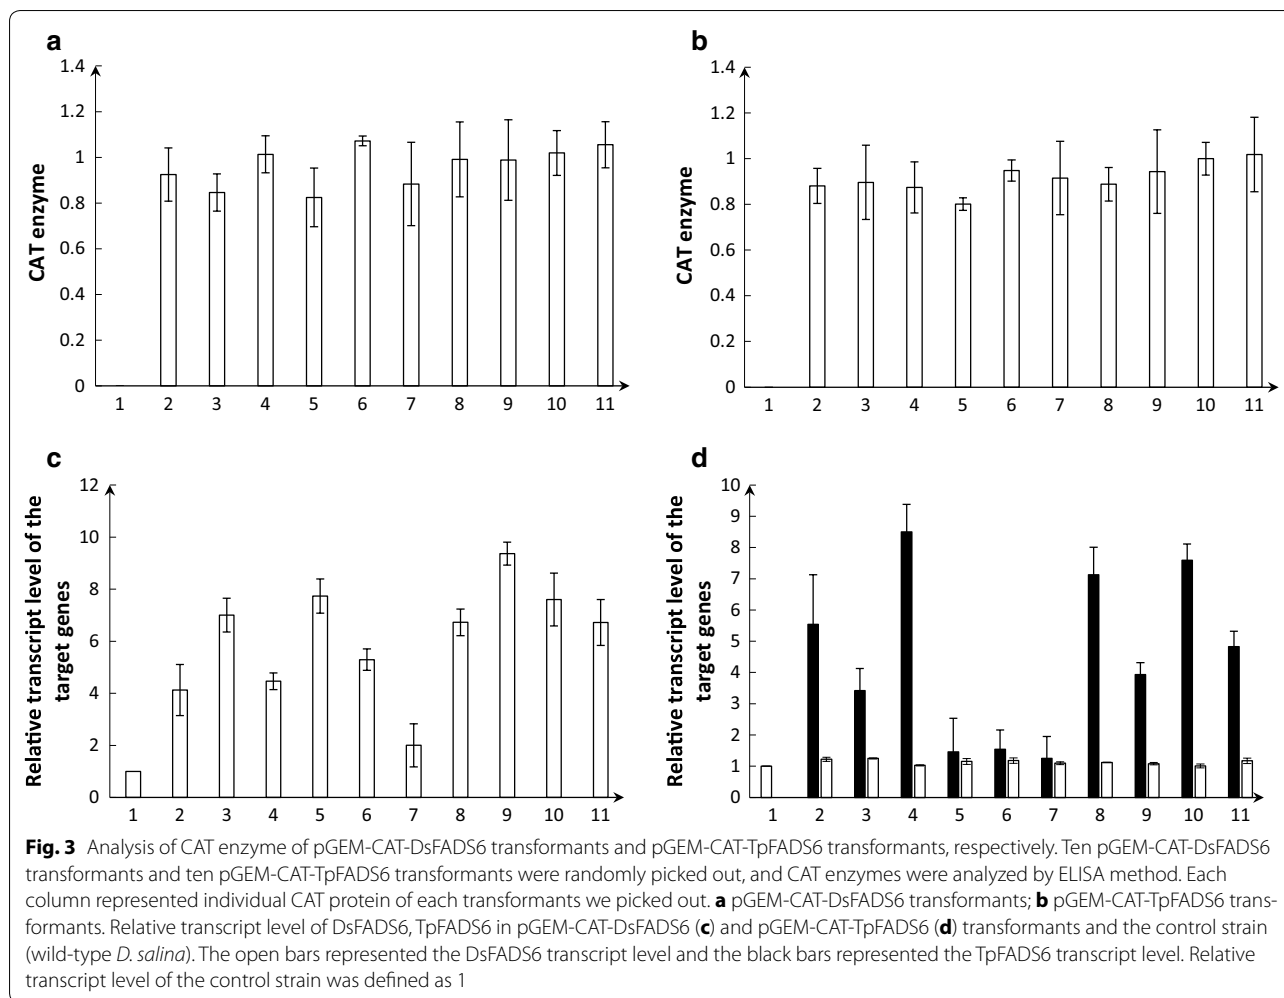 a
CAT enzyme
1.4
1.2
1
0.8
0.6
0.4
0.2
0
1 2 3 4 5 6 7 8 9 10 11
b
CAT enzyme
1.4
1.2
1
0.8
0.6
0.4
0.2
0
1 2 3 4 5 6 7 8 9 10 11
c
Relative transcript level of the
target genes
12
10
8
6
4
2
0
1 2 3 4 5 6 7 8 9 10 11
d
Relative transcript level of the
target genes
10
9
8
7
6
5
4
3
2
1
0
1 2 3 4 5 6 7 8 9 10 11
Fig. 3 Analysis of CAT enzyme of pGEM-CAT-DsFADS6 transformants and pGEM-CAT-TpFADS6 transformants, respectively. Ten pGEM-CAT-DsFADS6
transformants and ten pGEM-CAT-TpFADS6 transformants were randomly picked out, and CAT enzymes were analyzed by ELISA method. Each
column represented individual CAT protein of each transformants we picked out. a pGEM-CAT-DsFADS6 transformants; b pGEM-CAT-TpFADS6 trans-
formants. Relative transcript level of DsFADS6, TpFADS6 in pGEM-CAT-DsFADS6 (c) and pGEM-CAT-TpFADS6 (d) transformants and the control strain
(wild-type D. salina). The open bars represented the DsFADS6 transcript level and the black bars represented the TpFADS6 transcript level. Relative
transcript level of the control strain was defined as 1